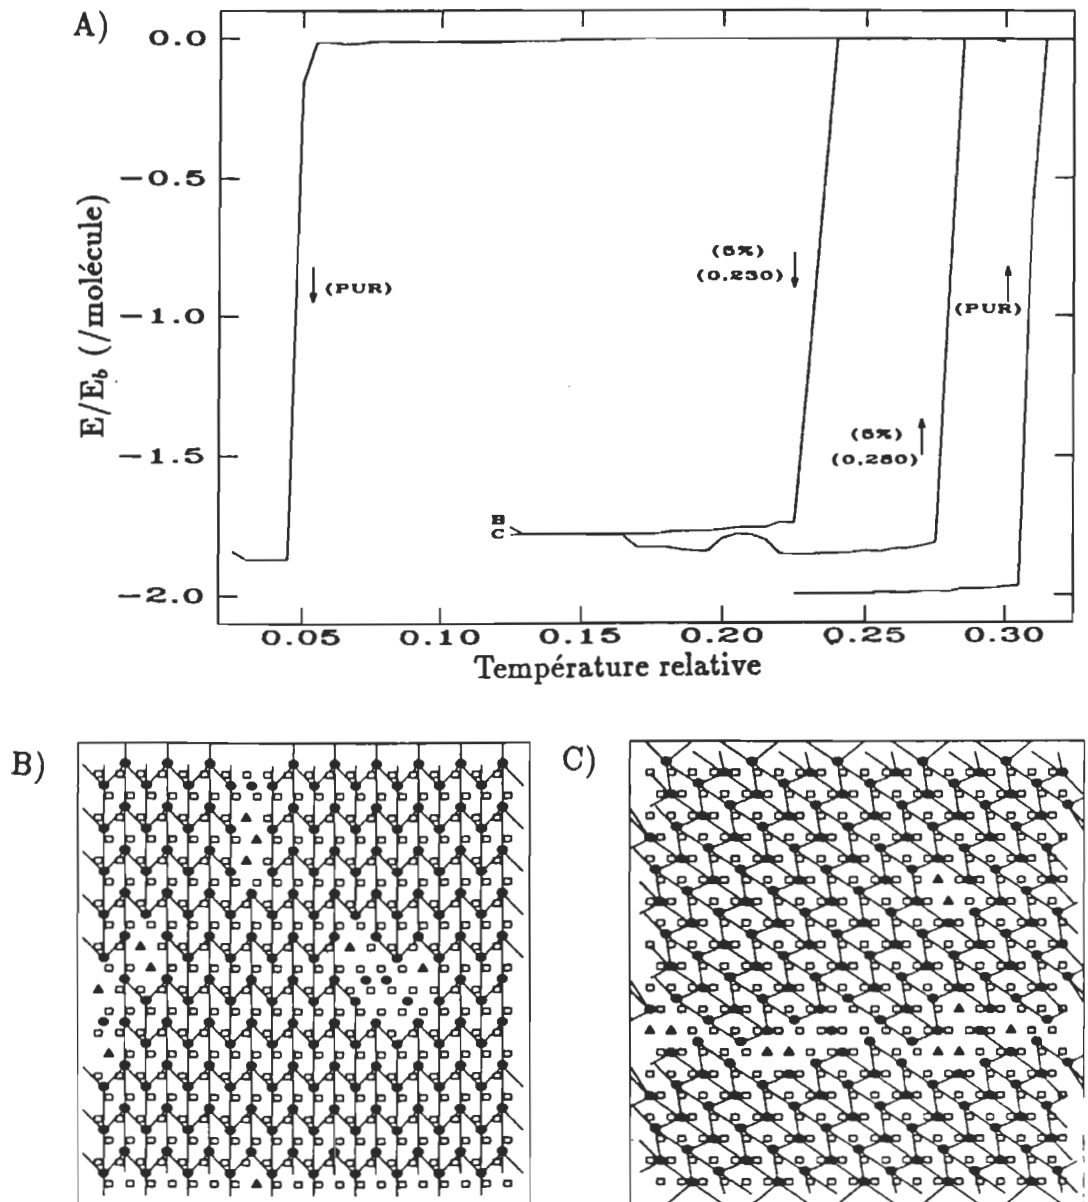 A)
0.0
−0.5
−1.0
−1.5
−2.0
E/E_b (/molécule)
(PUR)
(5%)
(0,230)
(PUR)
(5%)
(0,280)
B
C
0.05
0.10
0.15
0.20
0.25
0.30
Température relative
B)
C)